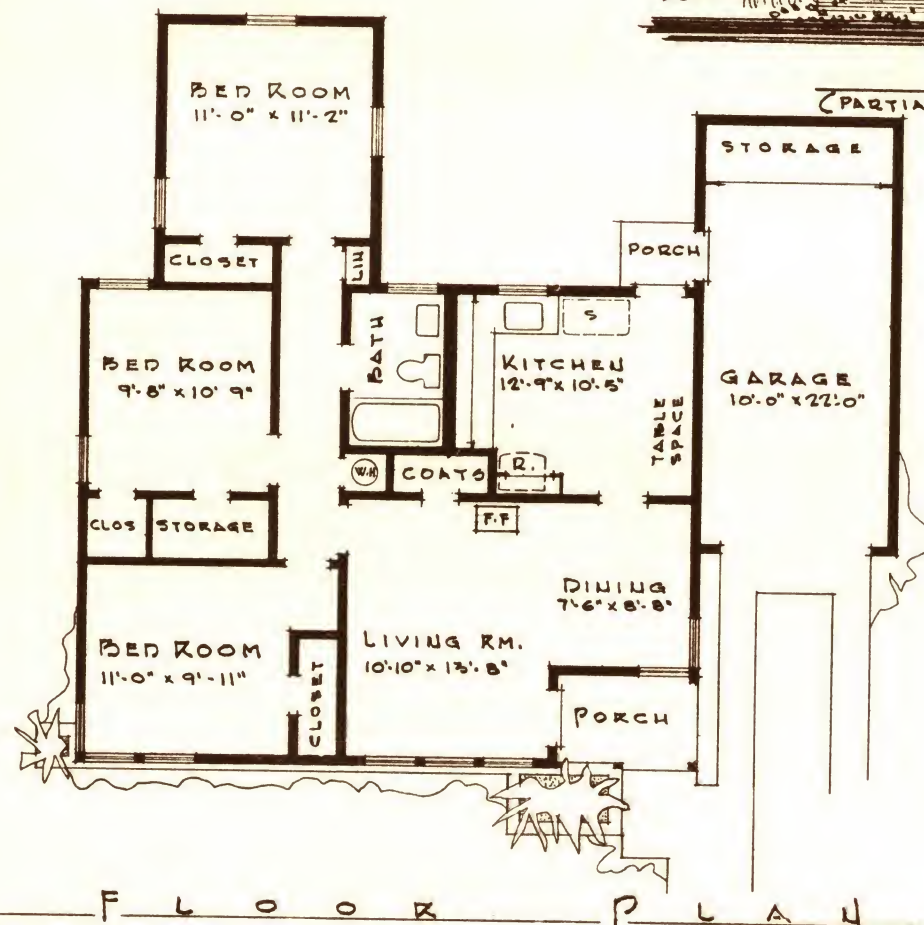 (PARTIA
BED ROOM
11'-0" x 11'-2"
STORAGE
CLOSET
LIN
PORCH
BED ROOM
9'-8" x 10' 9"
BATH
S
KITCHEN
12'-9" x 10'-5"
TABLE
SPACE
GARAGE
10'-0" x 22'-0"
W.H
COATS
R.
CLOS
STORAGE
F.F
DINING
7'-6" x 8'-8"
BED ROOM
11'-0" x 9'-11"
CLOSET
LIVING RM.
10'-10" x 13'-8"
PORCH
FLOOR PLAN